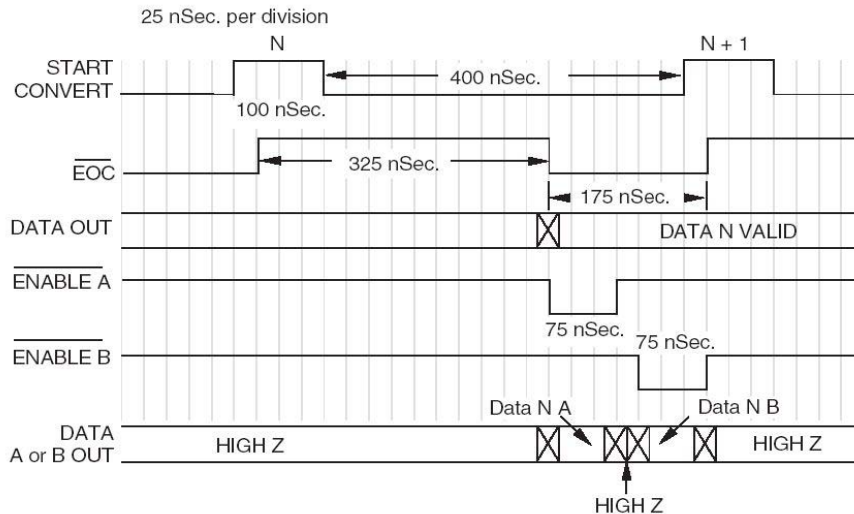 25 nSec. per division
N
N + 1
START
CONVERT
400 nSec.
100 nSec.
EOC
325 nSec.
175 nSec.
DATA OUT
DATA N VALID
ENABLE A
75 nSec.
75 nSec.
ENABLE B
Data N A
Data N B
DATA
A or B OUT
HIGH Z
HIGH Z
HIGH Z